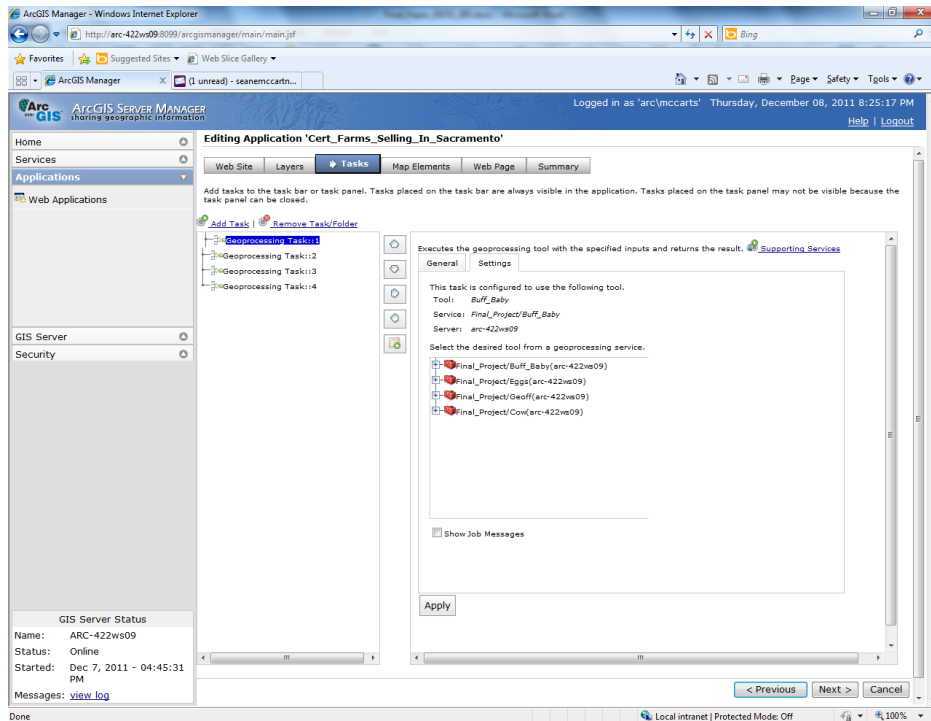 ArcGIS Manager - Windows Internet Explorer
http://arc-422ws09:8099/arcgismanager/main/main.jsf
Bing
Favorites Suggested Sites Web Slice Gallery
ArcGIS Manager X (1 unread) - seanemccartn... Page Safety Tools
Arc GIS ArcGIS Server Manager Logged in as 'arc\mccarts' Thursday, December 08, 2011 8:25:17 PM
sharing geographic information
Help | Logout
Home
Services
Applications
Web Applications
GIS Server
Security
GIS Server Status
Name: ARC-422ws09
Status: Online
Started: Dec 7, 2011 - 04:45:31
PM
Messages: view log
Editing Application 'Cert_Farms_Selling_In_Sacramento'
Web Site Layers Tasks Map Elements Web Page Summary
Add tasks to the task bar or task panel. Tasks placed on the task bar are always visible in the application. Tasks placed on the task panel may not be visible because the
task panel can be closed.
Add Task | Remove Task/Folder
Geoprocessing Task::1
Geoprocessing Task::2
Geoprocessing Task::3
Geoprocessing Task::4
Executes the geoprocessing tool with the specified inputs and returns the result. Supporting Services
General Settings
This task is configured to use the following tool.
Tool: Buff_Baby
Service: Final_Project/Buff_Baby
Server: arc-422ws09
Select the desired tool from a geoprocessing service.
Final_Project/Buff_Baby(arc-422ws09)
Final_Project/Eggs(arc-422ws09)
Final_Project/Geoff(arc-422ws09)
Final_Project/Cow(arc-422ws09)
Show Job Messages
Apply
< Previous Next > Cancel
Done Local intranet | Protected Mode: Off 100%